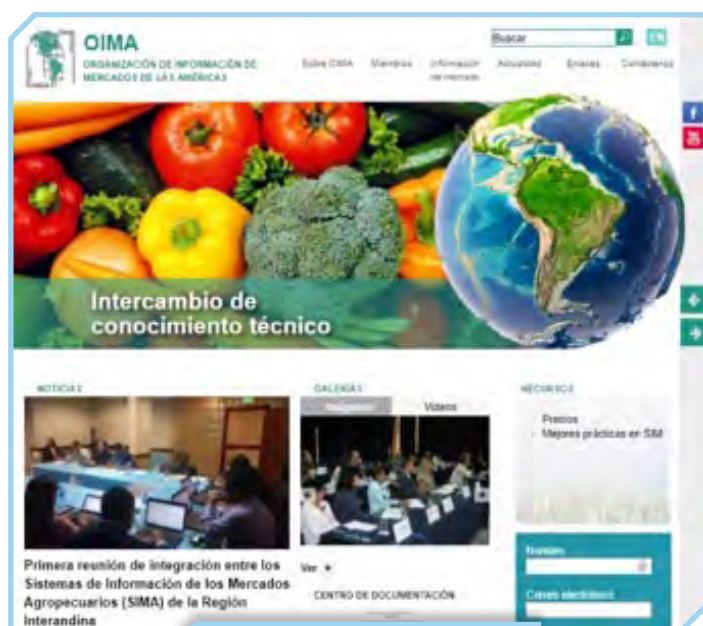 OIMA
ORGANIZACIÓN DE INFORMACIÓN DE
MERCADOS DE LAS AMÉRICAS
Buscar
EN
Sobre OIMA
Miembros
Información
de mercado
Actualidad
Enlaces
Contáctenos
f
You
Intercambio de
conocimiento técnico
NOTICIAS
GALERÍAS
RECURSOS
Videos
Precios
Mejores prácticas en SIM
Primera reunión de integración entre los
Sistemas de Información de los Mercados
Agropecuarios (SIMA) de la Región
Interandina
Ver +
CENTRO DE DOCUMENTACIÓN
Nombre
Correo electrónico